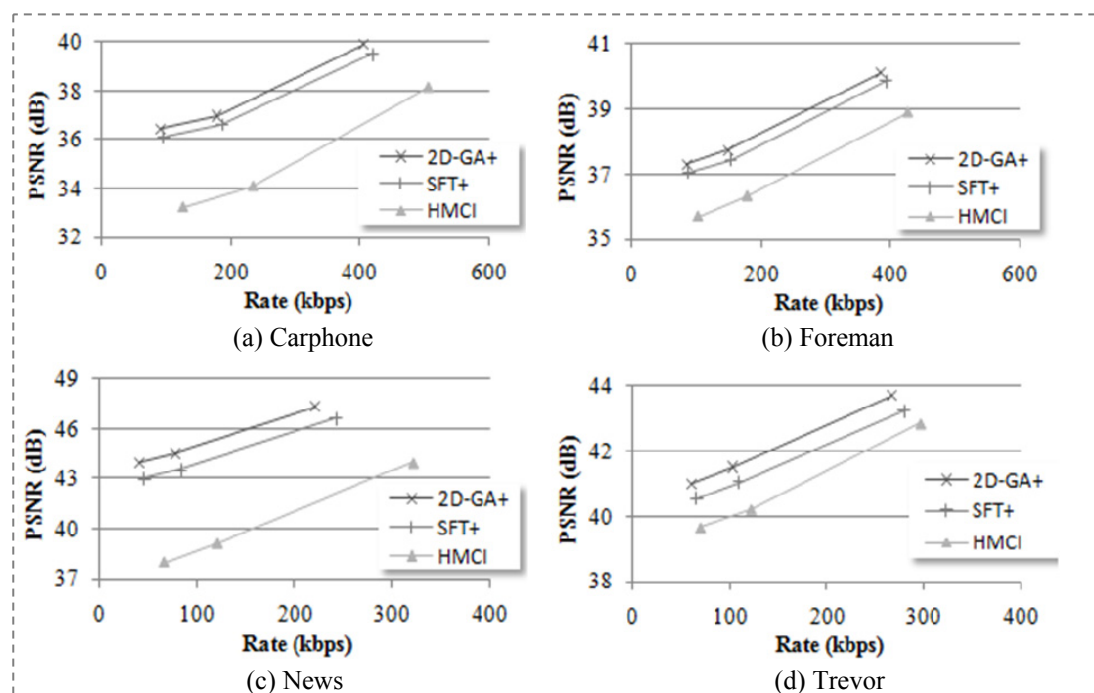 40
38
36
34
32
PSNR (dB)
2D-GA+
SFT+
HMCI
0 200 400 600
Rate (kbps)
(a) Carphone
41
39
37
35
PSNR (dB)
2D-GA+
SFT+
HMCI
0 200 400 600
Rate (kbps)
(b) Foreman
49
46
43
40
37
PSNR (dB)
2D-GA+
SFT+
HMCI
0 100 200 300 400
Rate (kbps)
(c) News
44
42
40
38
PSNR (dB)
2D-GA+
SFT+
HMCI
0 100 200 300 400
Rate (kbps)
(d) Trevor